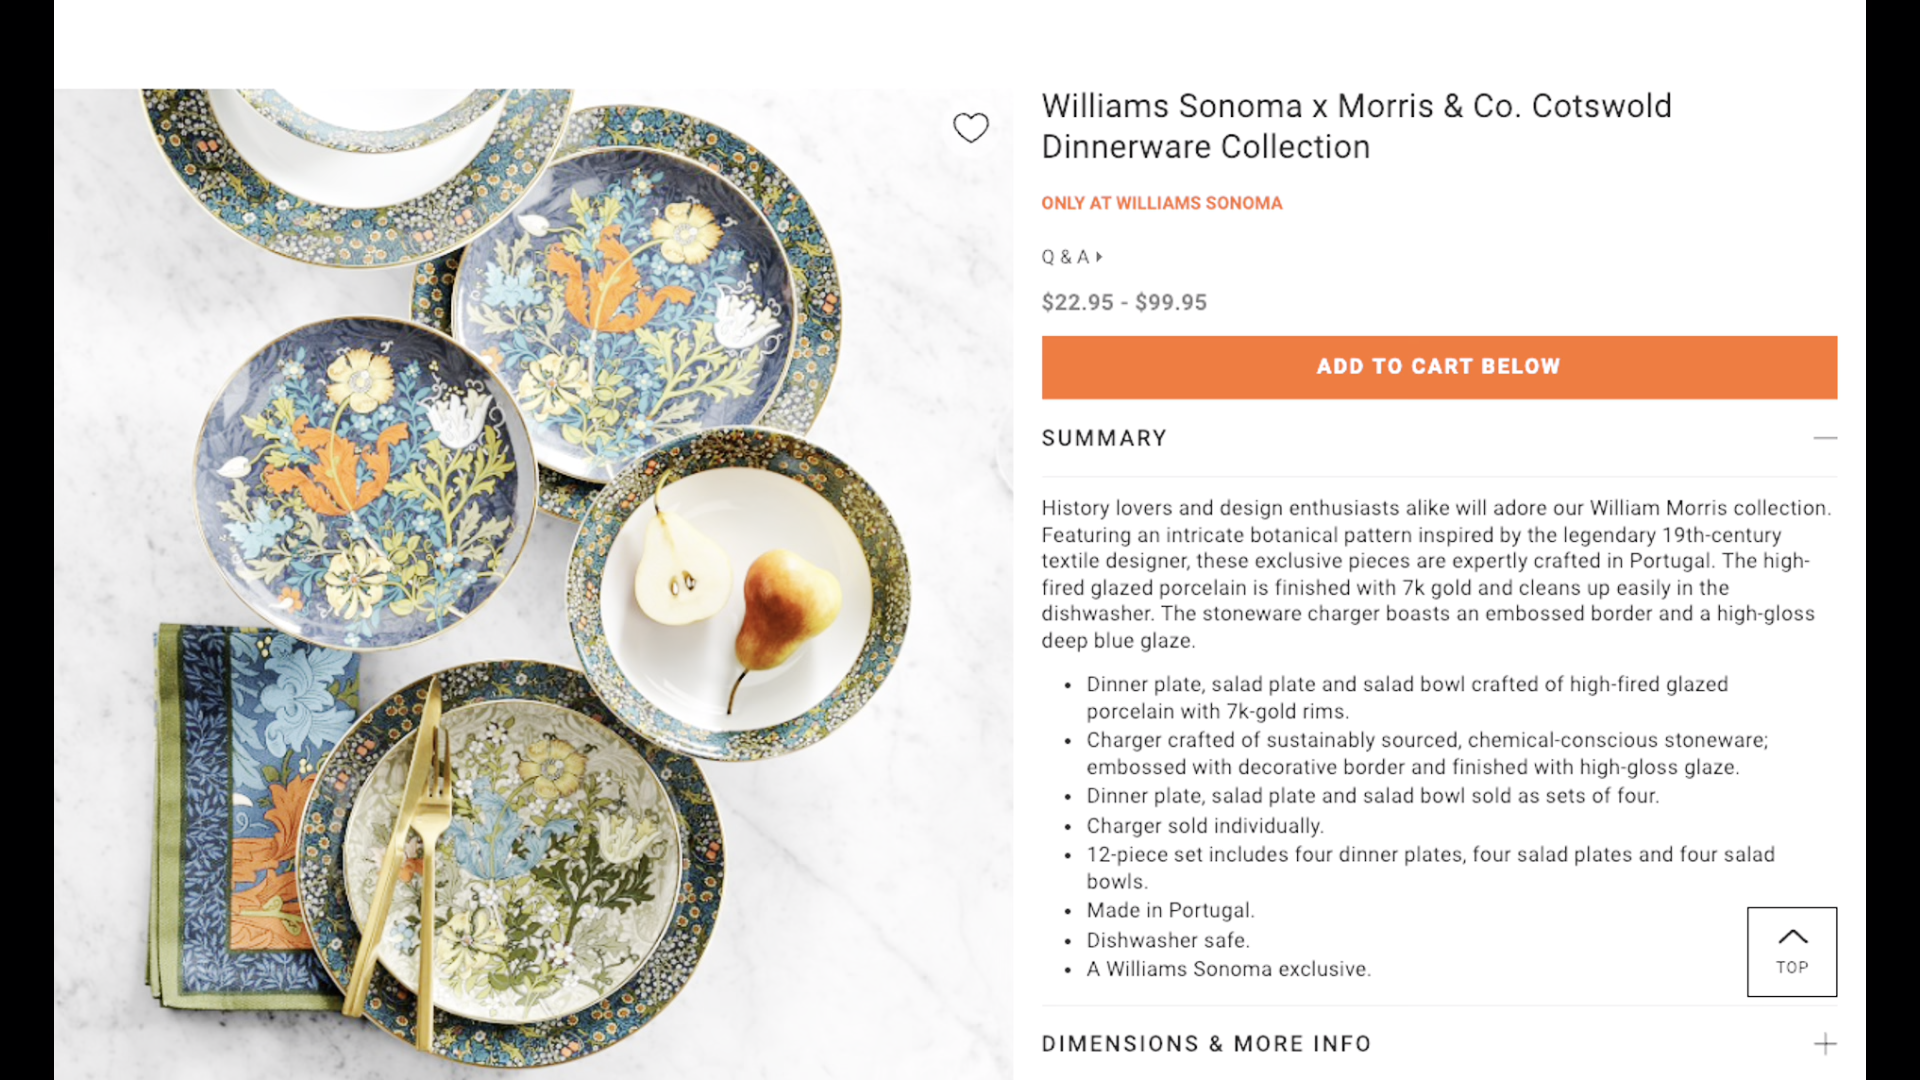 Williams Sonoma x Morris & Co. Cotswold
Dinnerware Collection
ONLY AT WILLIAMS SONOMA
Q & A
$22.95 - $99.95
ADD TO CART BELOW
SUMMARY
History lovers and design enthusiasts alike will adore our William Morris collection.
Featuring an intricate botanical pattern inspired by the legendary 19th-century
textile designer, these exclusive pieces are expertly crafted in Portugal. The high-
fired glazed porcelain is finished with 7k gold and cleans up easily in the
dishwasher. The stoneware charger boasts an embossed border and a high-gloss
deep blue glaze.
• Dinner plate, salad plate and salad bowl crafted of high-fired glazed
porcelain with 7k-gold rims.
• Charger crafted of sustainably sourced, chemical-conscious stoneware;
embossed with decorative border and finished with high-gloss glaze.
• Dinner plate, salad plate and salad bowl sold as sets of four.
• Charger sold individually.
• 12-piece set includes four dinner plates, four salad plates and four salad
bowls.
• Made in Portugal.
• Dishwasher safe.
• A Williams Sonoma exclusive.
TOP
DIMENSIONS & MORE INFO